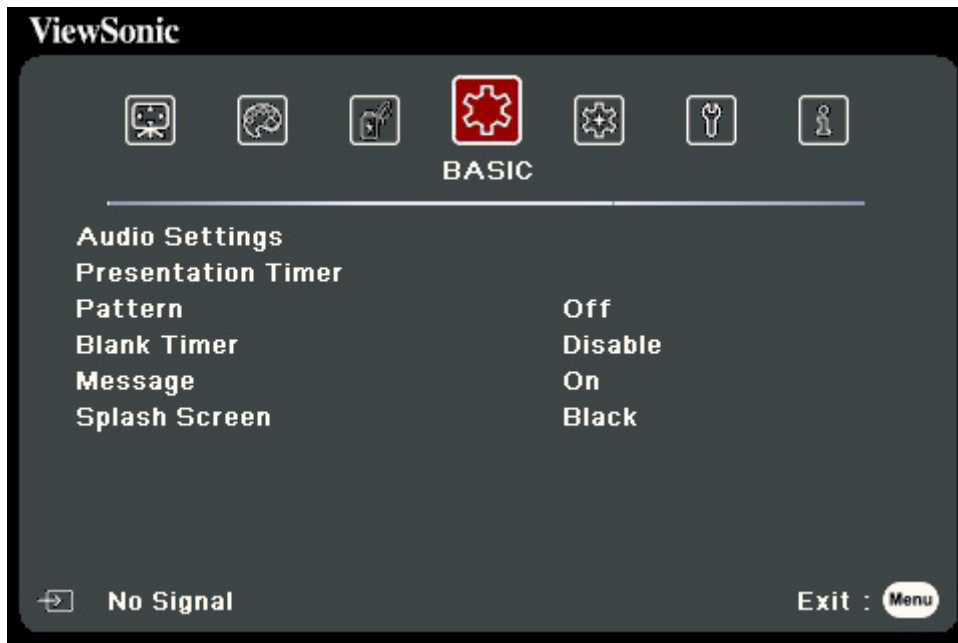 ViewSonic
BASIC
Audio Settings
Presentation Timer
Pattern Off
Blank Timer Disable
Message On
Splash Screen Black
No Signal Exit : Menu